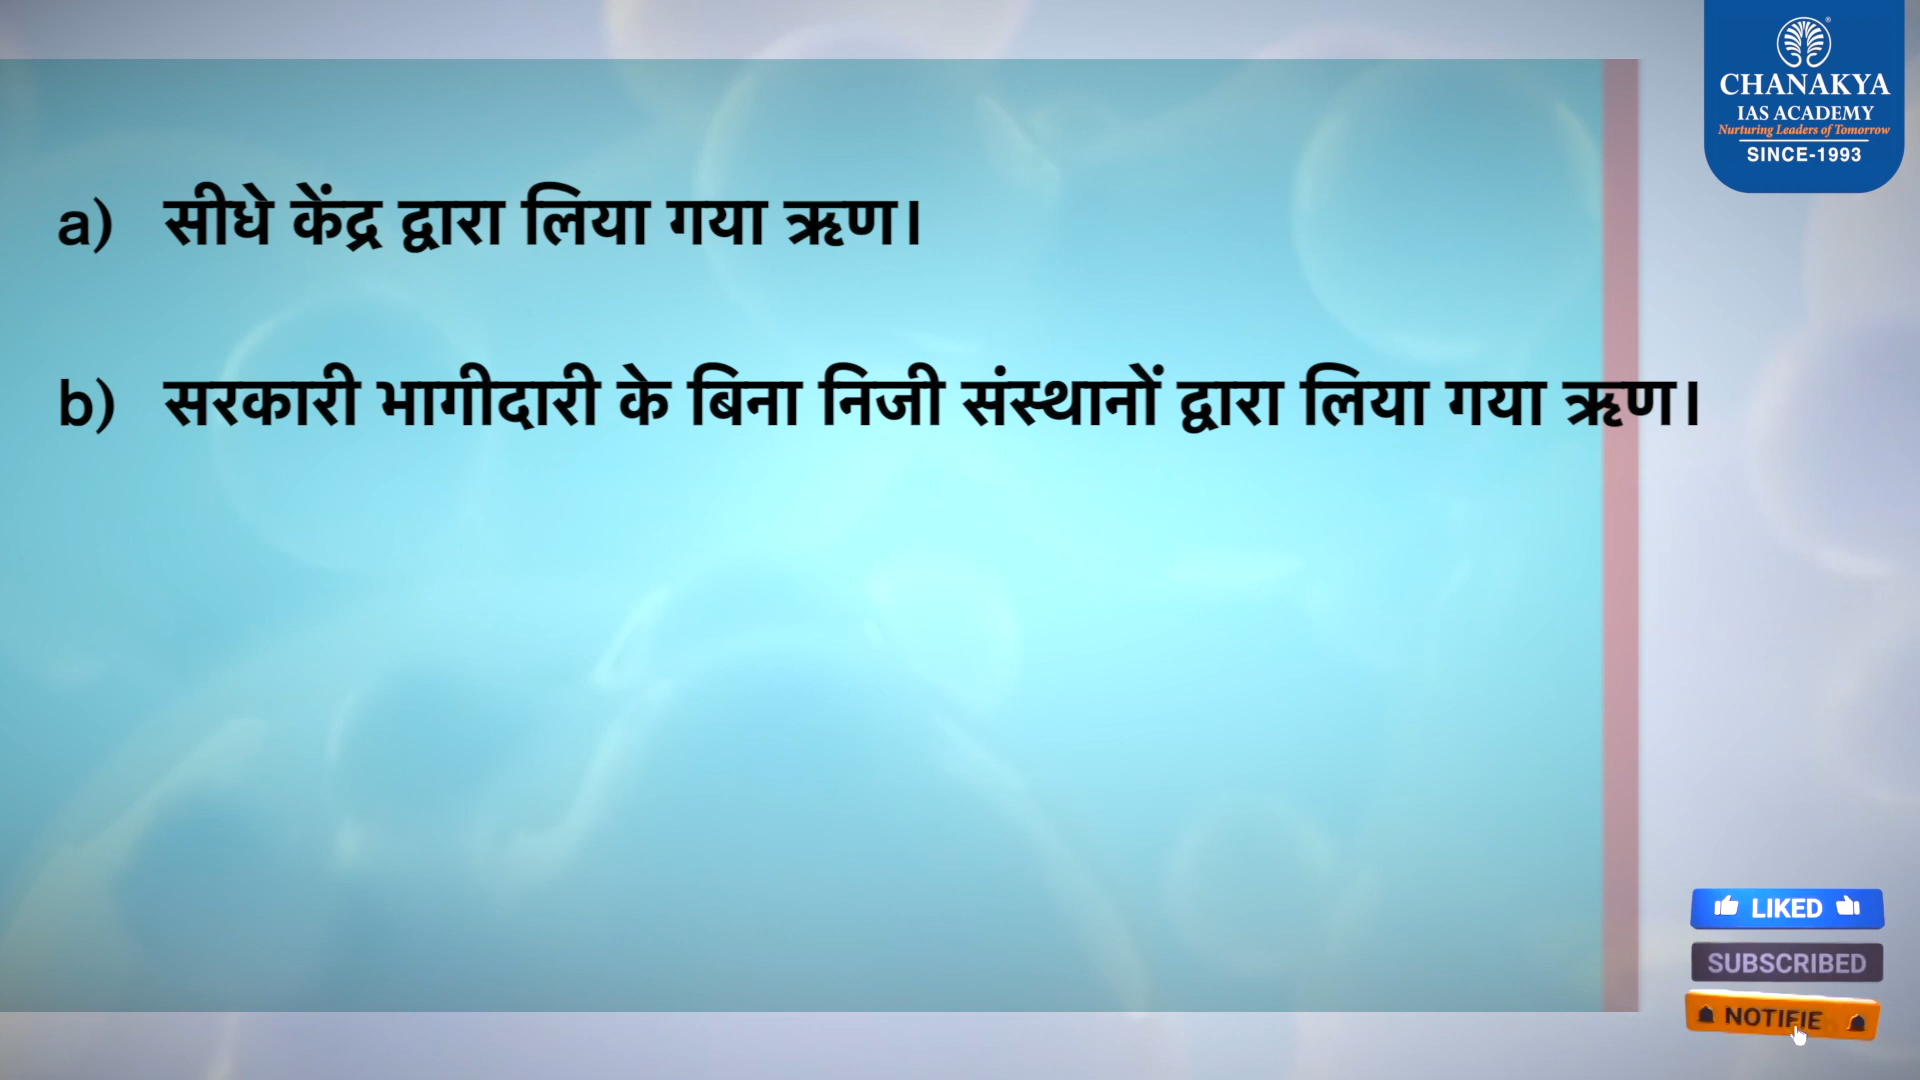 CHANAKYA
IAS ACADEMY
Nurturing Leaders of Tomorrow
SINCE-1993
a) सीधे केंद्र द्वारा लिया गया ऋण।
b) सरकारी भागीदारी के बिना निजी संस्थानों द्वारा लिया गया ऋण।
LIKED
SUBSCRIBED
NOTIFIE